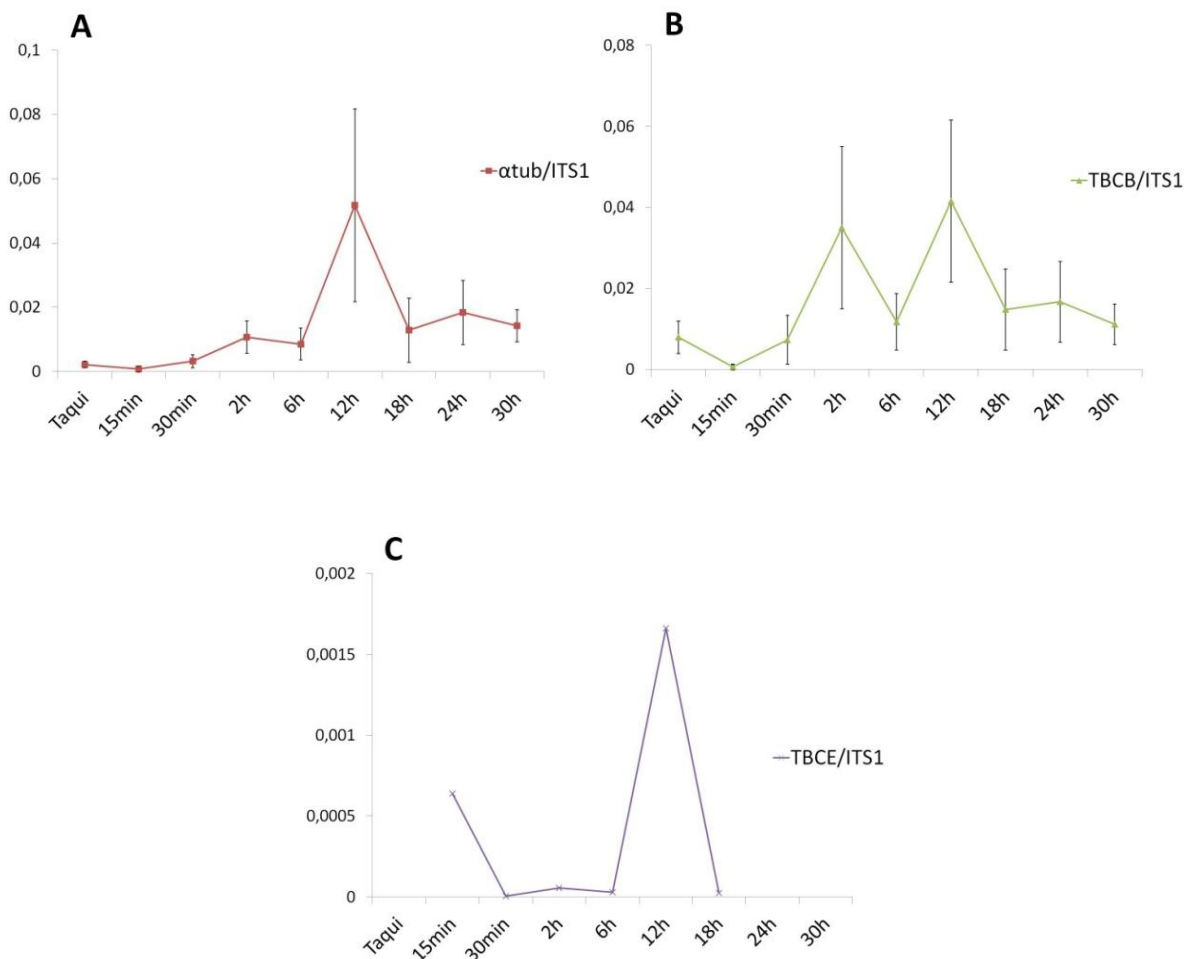 A
0,1
0,08
0,06
0,04
0,02
0
αtub/ITS1
Taqui
15min
30min
2h
6h
12h
18h
24h
30h
B
0,08
0,06
0,04
0,02
0
TBCB/ITS1
Taqui
15min
30min
2h
6h
12h
18h
24h
30h
C
0,002
0,0015
0,001
0,0005
0
TBCE/ITS1
Taqui
15min
30min
2h
6h
12h
18h
24h
30h